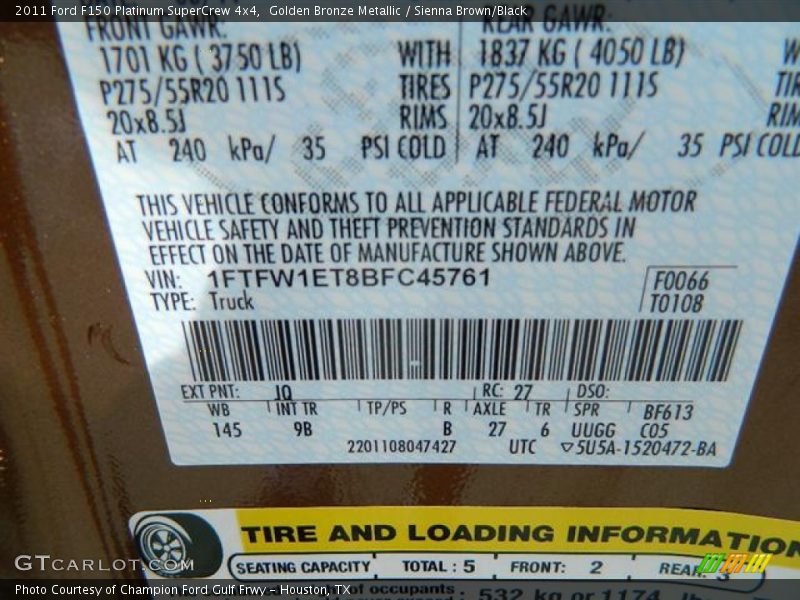 2011 Ford F150 Platinum SuperCrew 4x4, Golden Bronze Metallic / Sienna Brown/Black
FRONT GAWR: REAR GAWR:
1701 KG ( 3750 LB) WITH 1837 KG ( 4050 LB)
P275/55R20 111S TIRES P275/55R20 111S
20x8.5J RIMS 20x8.5J
AT 240 kPa/ 35 PSI COLD AT 240 kPa/ 35 PSI COLD
THIS VEHICLE CONFORMS TO ALL APPLICABLE FEDERAL MOTOR
VEHICLE SAFETY AND THEFT PREVENTION STANDARDS IN
EFFECT ON THE DATE OF MANUFACTURE SHOWN ABOVE.
VIN: 1FTFW1ET8BFC45761 F0066
TYPE: Truck T0108
EXT PNT: JQ RC: 27 DSO:
WB INT TR TP/PS R AXLE TR SPR BF613
145 9B B 27 6 UUGG C05
2201108047427 UTC ▽5U5A-1520472-BA
TIRE AND LOADING INFORMATION
SEATING CAPACITY TOTAL : 5 FRONT: 2 REAR: 3
GTCARLOT.COM
of occupants : 532 kg or 1174
Photo Courtesy of Champion Ford Gulf Frwy - Houston, TX